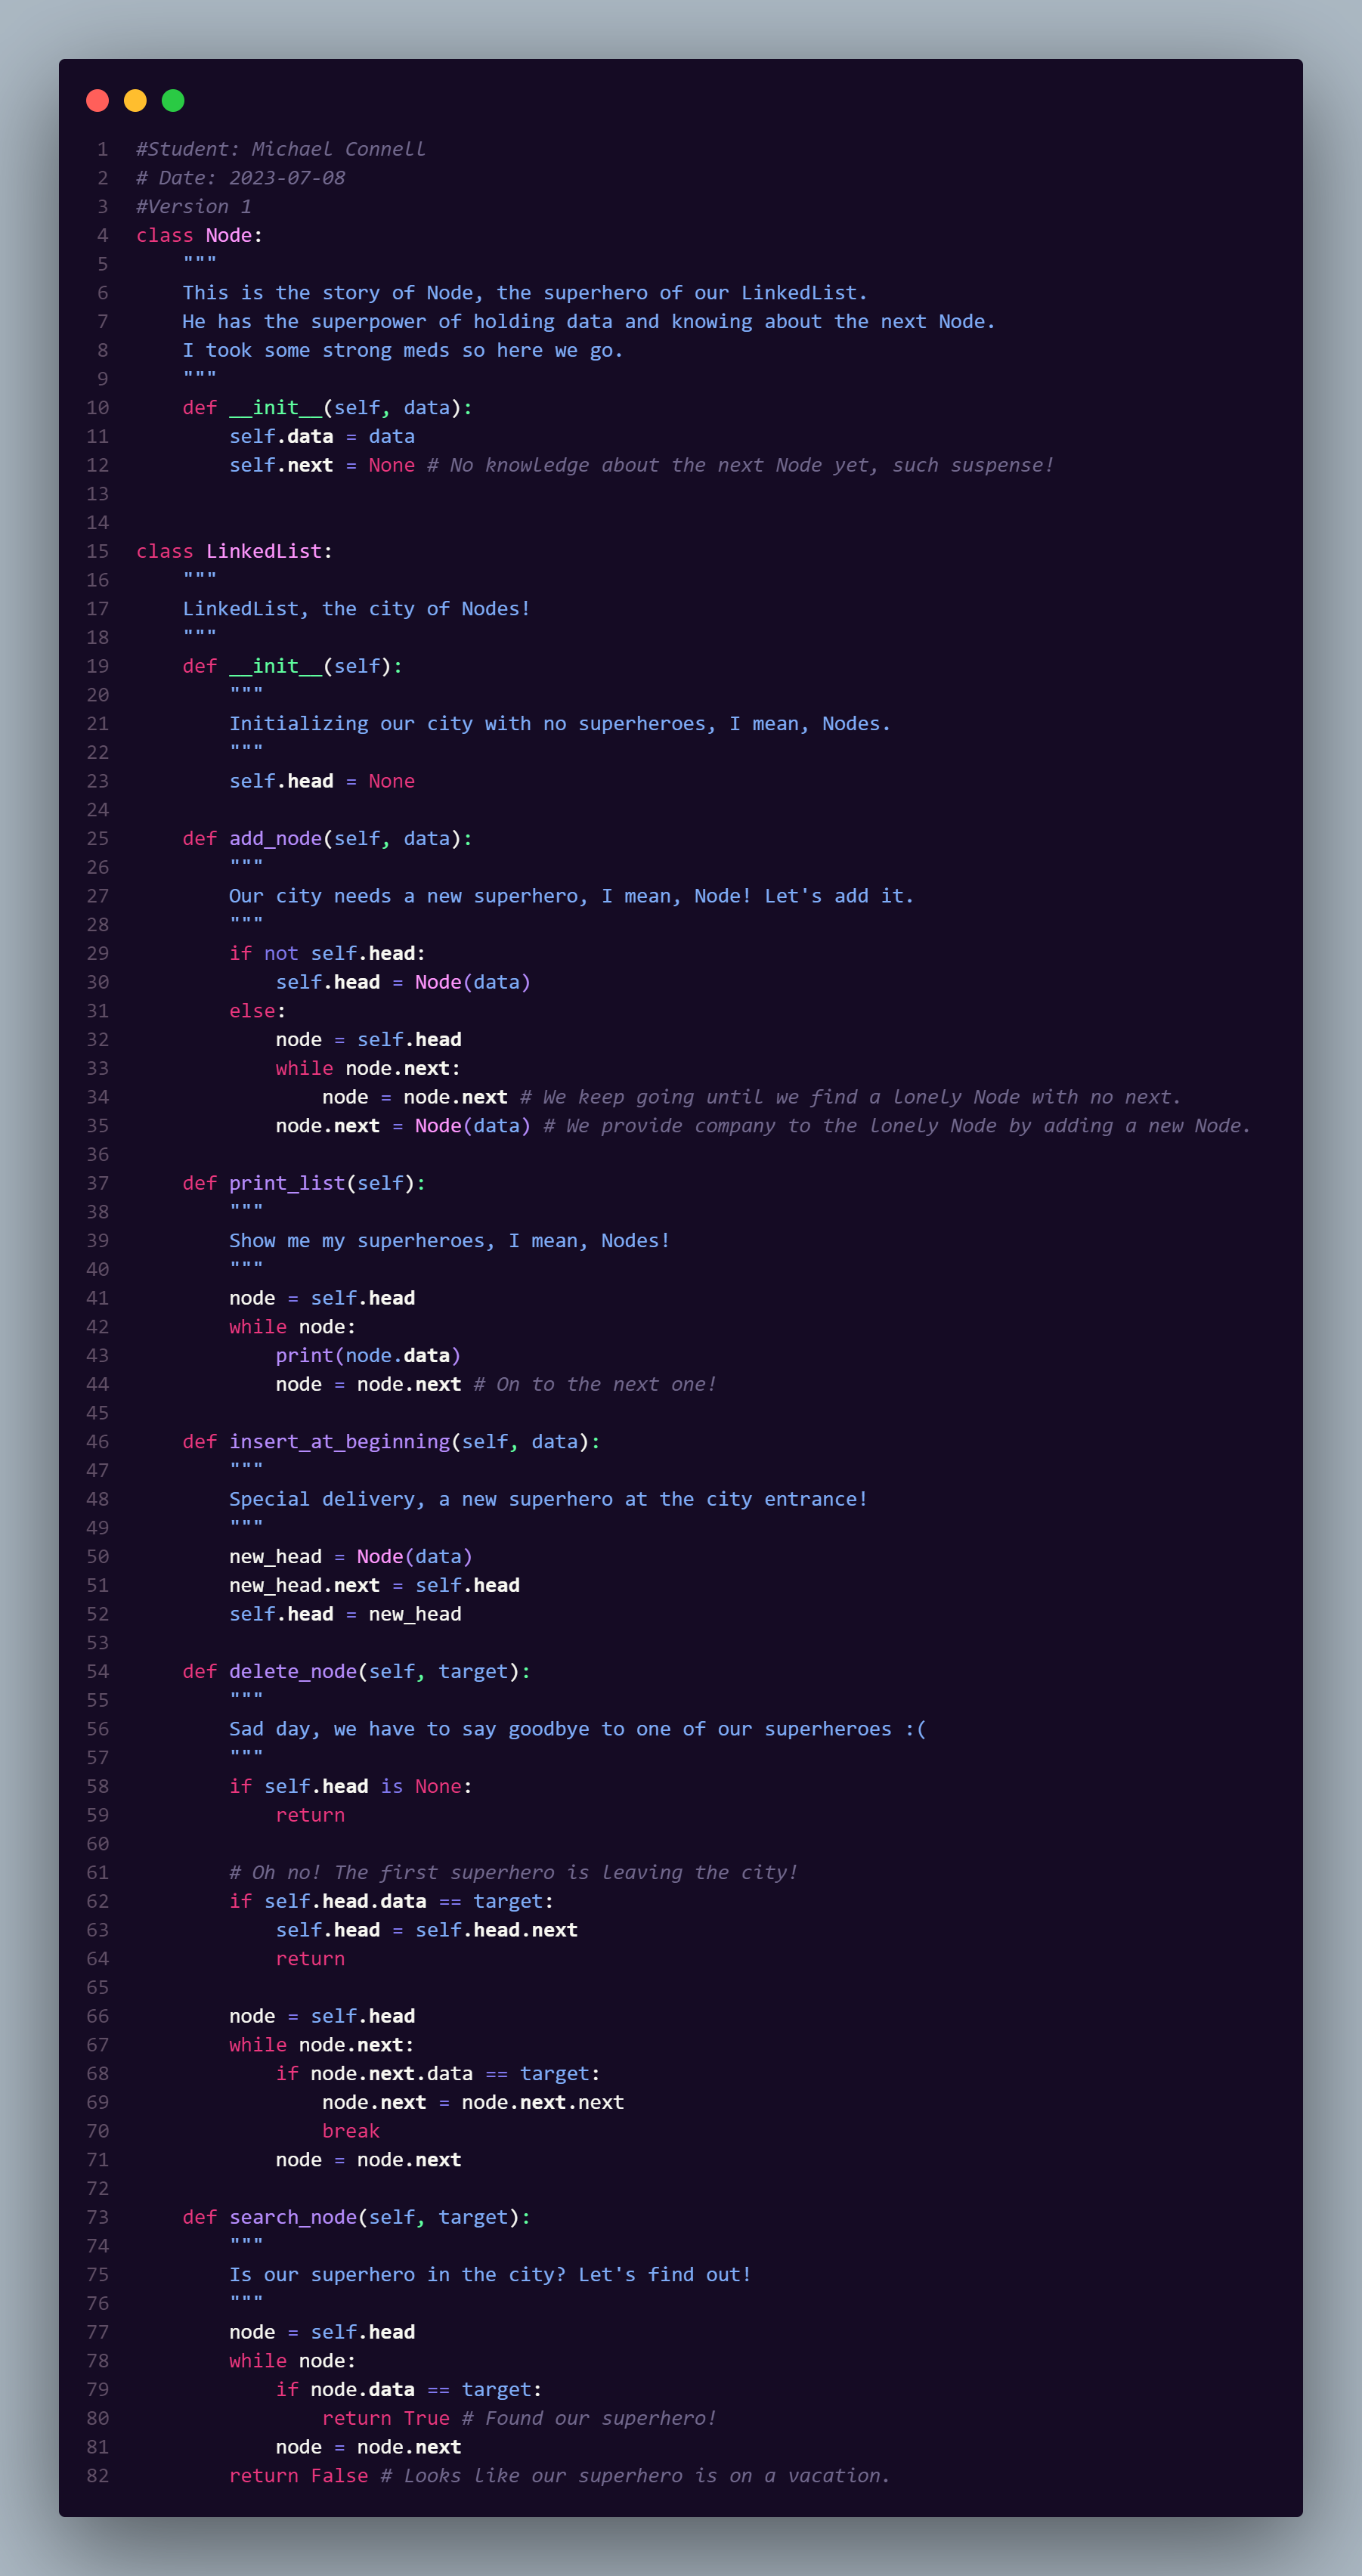 1 #Student: Michael Connell
2 # Date: 2023-07-08
3 #Version 1
4 class Node:
5     """
6     This is the story of Node, the superhero of our LinkedList.
7     He has the superpower of holding data and knowing about the next Node.
8     I took some strong meds so here we go.
9     """
10     def __init__(self, data):
11         self.data = data
12         self.next = None # No knowledge about the next Node yet, such suspense!
13
14
15 class LinkedList:
16     """
17     LinkedList, the city of Nodes!
18     """
19     def __init__(self):
20         """
21         Initializing our city with no superheroes, I mean, Nodes.
22         """
23         self.head = None
24
25     def add_node(self, data):
26         """
27         Our city needs a new superhero, I mean, Node! Let's add it.
28         """
29         if not self.head:
30             self.head = Node(data)
31         else:
32             node = self.head
33             while node.next:
34                 node = node.next # We keep going until we find a lonely Node with no next.
35             node.next = Node(data) # We provide company to the lonely Node by adding a new Node.
36
37     def print_list(self):
38         """
39         Show me my superheroes, I mean, Nodes!
40         """
41         node = self.head
42         while node:
43             print(node.data)
44             node = node.next # On to the next one!
45
46     def insert_at_beginning(self, data):
47         """
48         Special delivery, a new superhero at the city entrance!
49         """
50         new_head = Node(data)
51         new_head.next = self.head
52         self.head = new_head
53
54     def delete_node(self, target):
55         """
56         Sad day, we have to say goodbye to one of our superheroes :(
57         """
58         if self.head is None:
59             return
60
61         # Oh no! The first superhero is leaving the city!
62         if self.head.data == target:
63             self.head = self.head.next
64             return
65
66         node = self.head
67         while node.next:
68             if node.next.data == target:
69                 node.next = node.next.next
70                 break
71             node = node.next
72
73     def search_node(self, target):
74         """
75         Is our superhero in the city? Let's find out!
76         """
77         node = self.head
78         while node:
79             if node.data == target:
80                 return True # Found our superhero!
81             node = node.next
82         return False # Looks like our superhero is on a vacation.